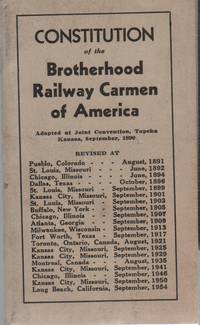 CONSTITUTION
of the
Brotherhood
Railway Carmen
of America
Adopted at Joint Convention, Topeka
Kansas, September, 1890
REVISED AT
Pueblo, Colorado - - - - August, 1891
St. Louis, Missouri - - - June, 1892
Chicago, Illinois - - - - June, 1894
Dallas, Texas - - - - October, 1896
St. Louis, Missouri - - September, 1899
Kansas City, Missouri, September, 1901
St. Louis, Missouri - - September, 1903
Buffalo, New York - - September, 1905
Chicago, Illinois - - - September, 1907
Atlanta, Georgia - - - September, 1909
Milwaukee, Wisconsin - September, 1913
Fort Worth, Texas - - September, 1917
Toronto, Ontario, Canada, August, 1921
Kansas City, Missouri, September, 1925
Kansas City, Missouri, September, 1929
Montreal, Canada - - - August, 1935
Kansas City, Missouri, September, 1941
Chicago, Illinois - - - August, 1946
Kansas City, Missouri, September, 1950
Long Beach, California, September, 1954